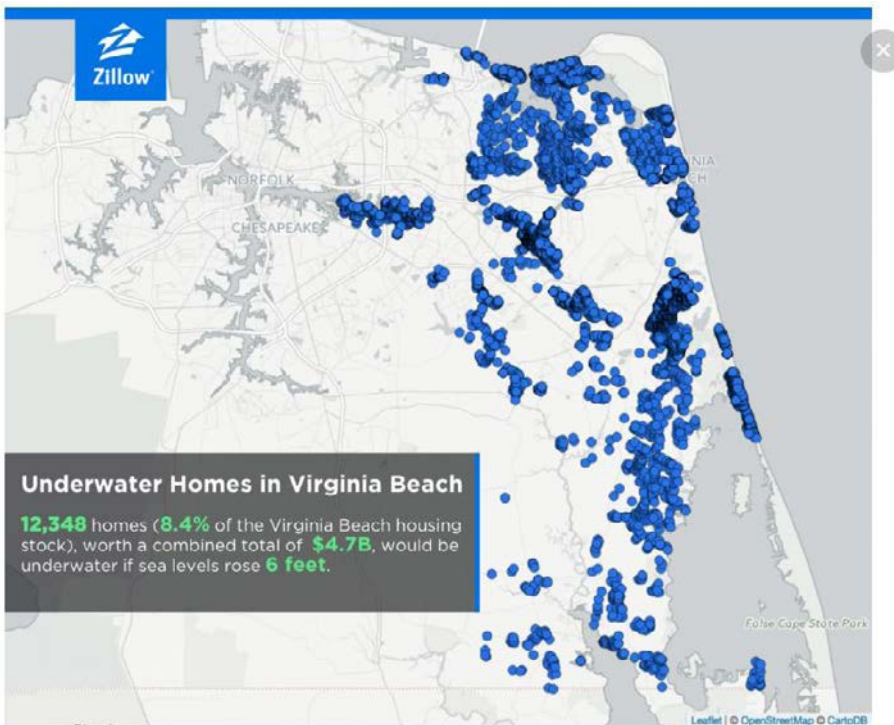 Zillow
NORFOLK
CHESAPEAKE
INIA
CH
Underwater Homes in Virginia Beach
12,348 homes (8.4% of the Virginia Beach housing
stock), worth a combined total of $4.7B, would be
underwater if sea levels rose 6 feet.
False Cape State Park
Leaflet | © OpenStreetMap © CartoDB